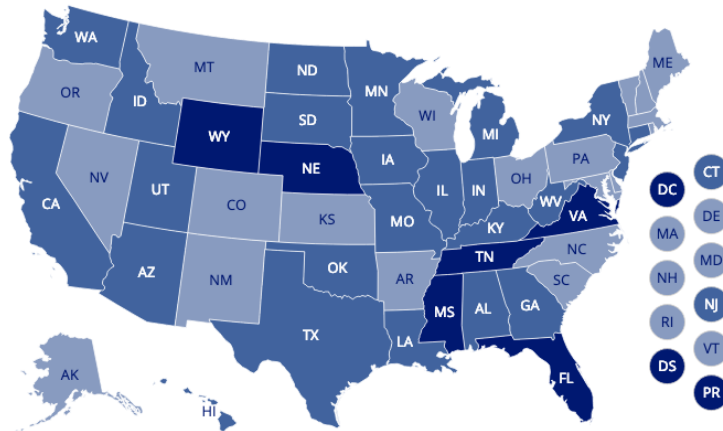 WA
MT
ND
MN
ME
OR
ID
SD
WI
MI
NY
WY
IA
PA
NE
NV
UT
CO
IL
IN
OH
WV
VA
CA
KS
MO
KY
NC
AZ
NM
OK
AR
TN
SC
TX
LA
MS
AL
GA
FL
AK
HI
DC
CT
MA
DE
NH
MD
RI
NJ
DS
VT
PR